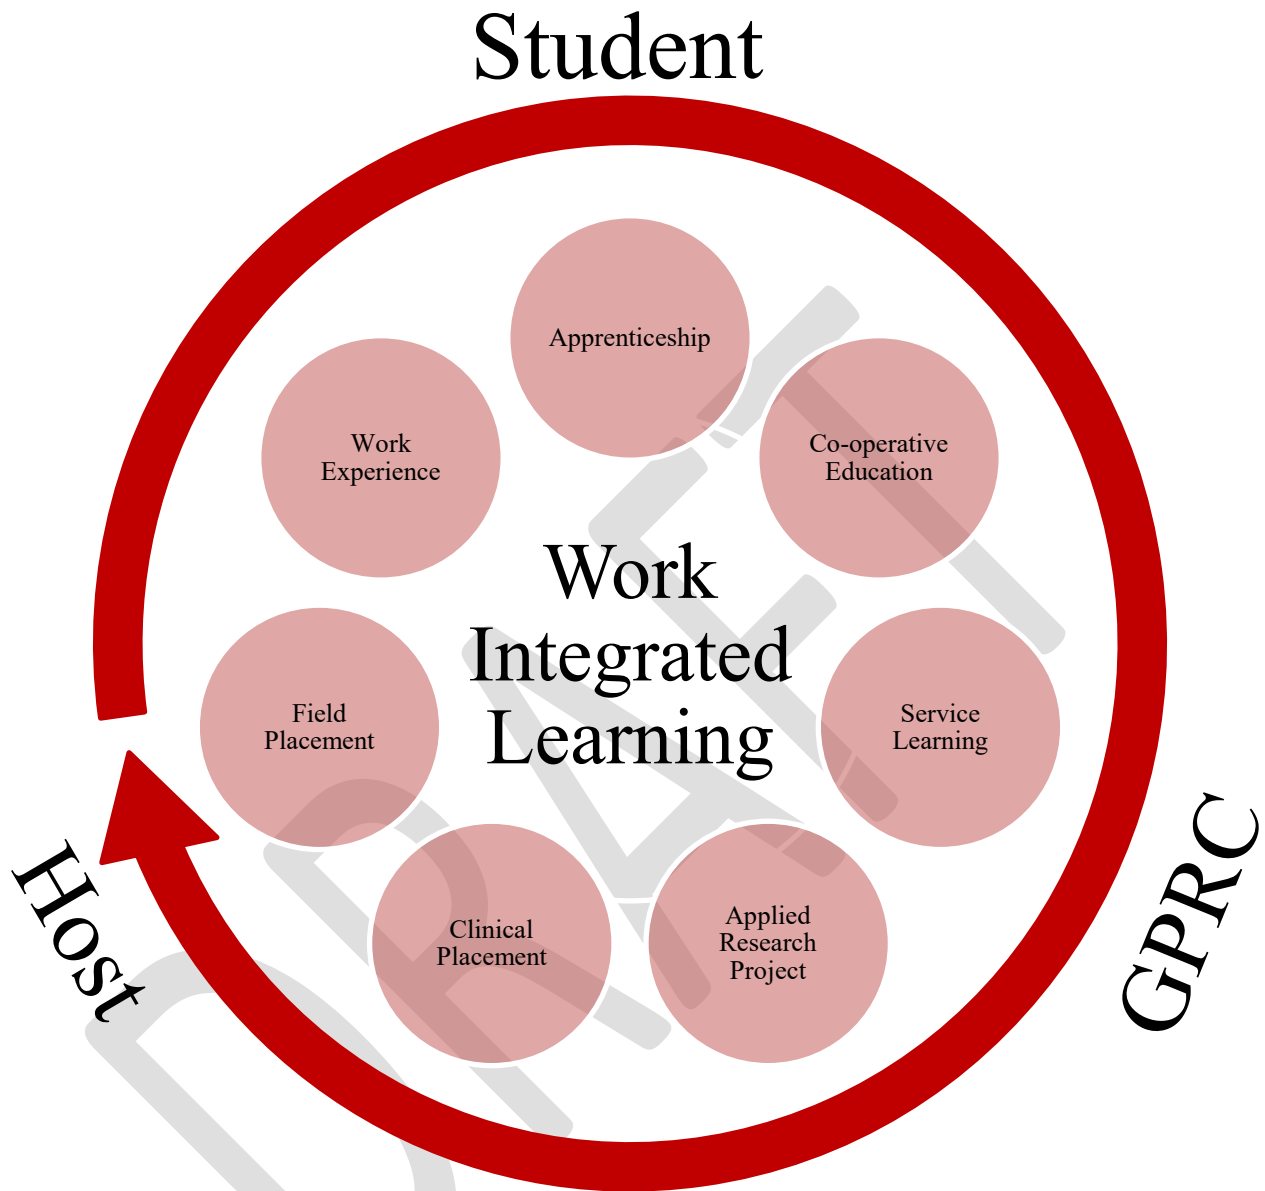 Student
Apprenticeship
Work
Experience
Co-operative
Education
Work
Integrated
Learning
Field
Placement
Service
Learning
Clinical
Placement
Applied
Research
Project
Host
GPRC
DRAFT